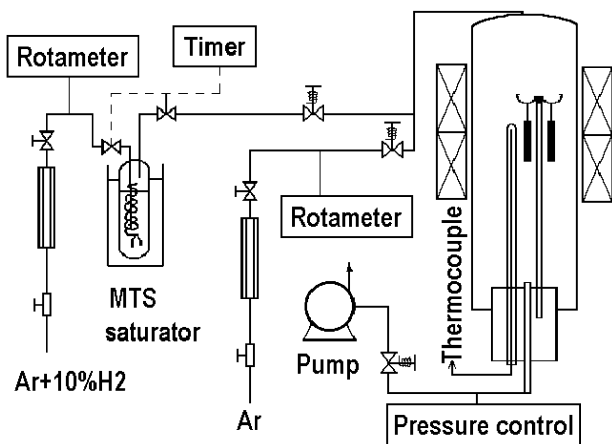 Rotameter
Timer
Rotameter
MTS
saturator
Pump
Thermocouple
Ar+10%H2
Ar
Pressure control